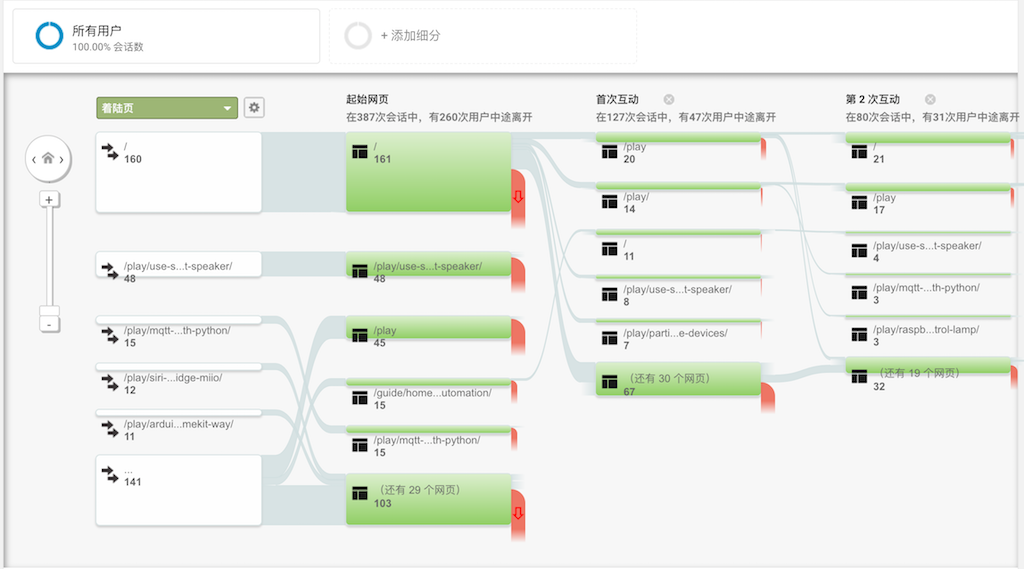 所有用户
100.00% 会话数
+ 添加细分
着陆页
/
160
/play/use-s...t-speaker/
48
/play/mqtt-...th-python/
15
/play/siri-...idge-miio/
12
/play/ardui...mekit-way/
11
...
141
+
-
起始网页
在387次会话中，有260次用户中途离开
/
161
/play/use-s...t-speaker/
48
/play
45
/guide/home...utomation/
15
/play/mqtt-...th-python/
15
（还有 29 个网页）
103
首次互动
在127次会话中，有47次用户中途离开
/play
20
/play/
14
/
11
/play/use-s...t-speaker/
8
/play/parti...e-devices/
7
（还有 30 个网页）
67
第 2 次互动
在80次会话中，有31次用户中途离开
/
21
/play
17
/play/use-s...t-speaker/
4
/play/mqtt-...th-python/
3
/play/raspb...trol-lamp/
3
（还有 19 个网页）
32